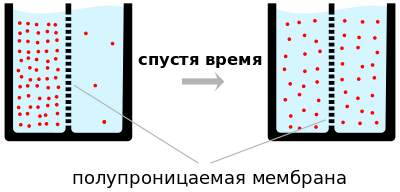 спустя время
полупроницаемая мембрана